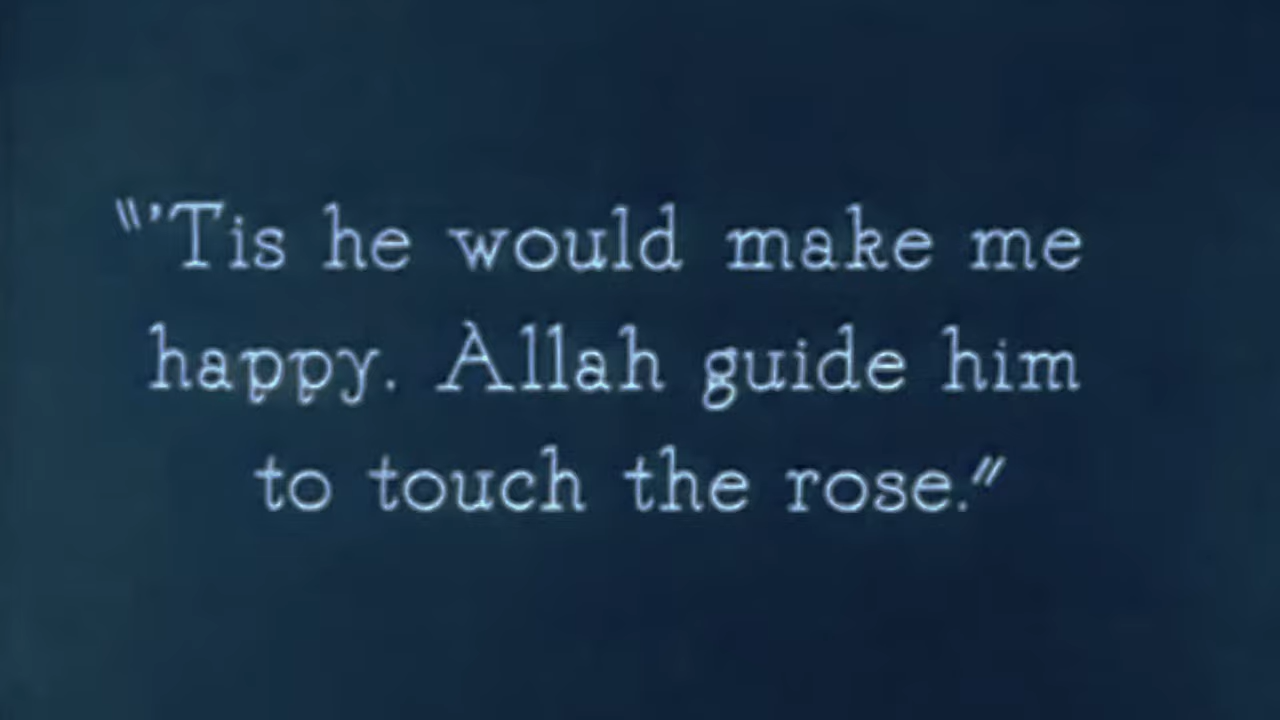 "'Tis he would make me
happy. Allah guide him
to touch the rose."